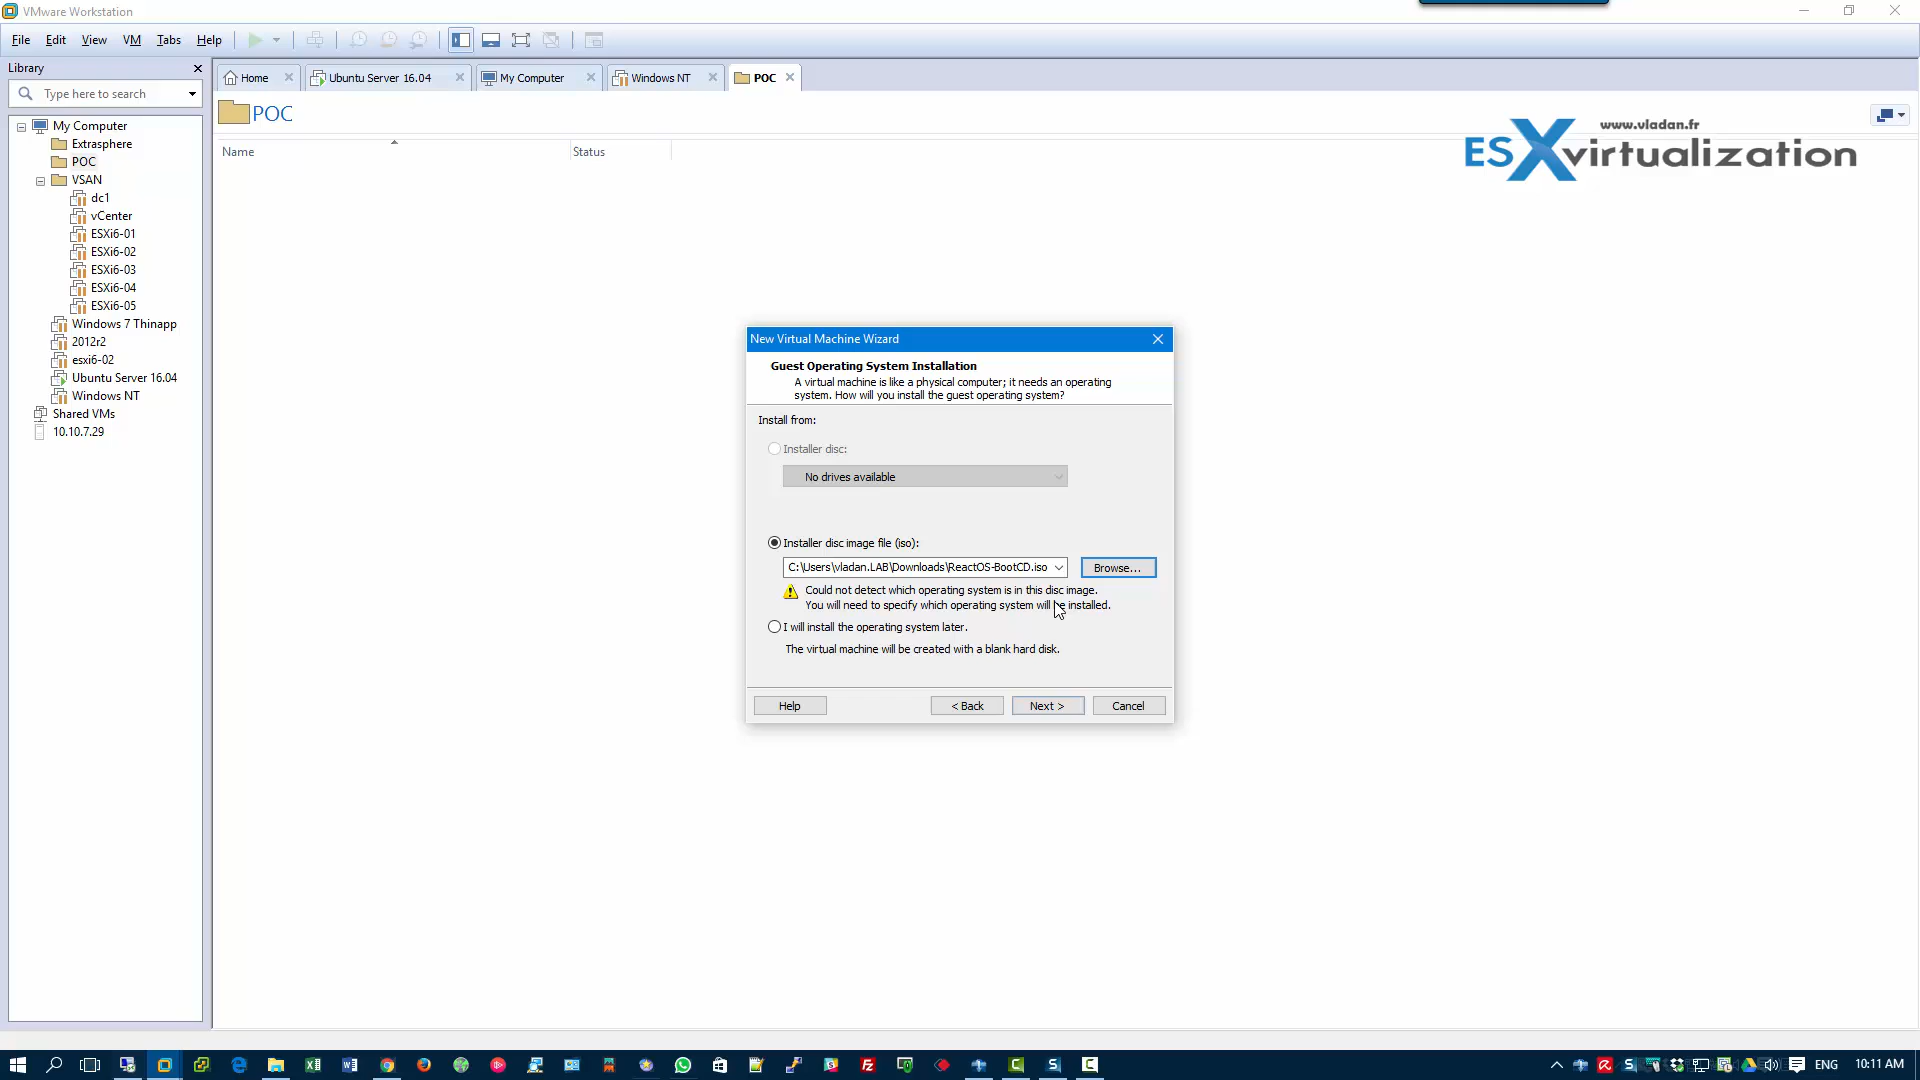 VMware Workstation
File Edit View VM Tabs Help
Library
Type here to search
My Computer
Extrasphere
POC
VSAN
dc1
vCenter
ESXi6-01
ESXi6-02
ESXi6-03
ESXi6-04
ESXi6-05
Windows 7 Thinapp
2012r2
esxi6-02
Ubuntu Server 16.04
Windows NT
Shared VMs
10.10.7.29
Home Ubuntu Server 16.04 My Computer Windows NT POC
POC
Name Status
www.vladan.fr
ESXvirtualization
New Virtual Machine Wizard
Guest Operating System Installation
A virtual machine is like a physical computer; it needs an operating
system. How will you install the guest operating system?
Install from:
Installer disc:
No drives available
Installer disc image file (iso):
C:\Users\vladan.LAB\Downloads\ReactOS-BootCD.iso Browse...
Could not detect which operating system is in this disc image.
You will need to specify which operating system will be installed.
I will install the operating system later.
The virtual machine will be created with a blank hard disk.
Help < Back Next > Cancel
ENG 10:11 AM